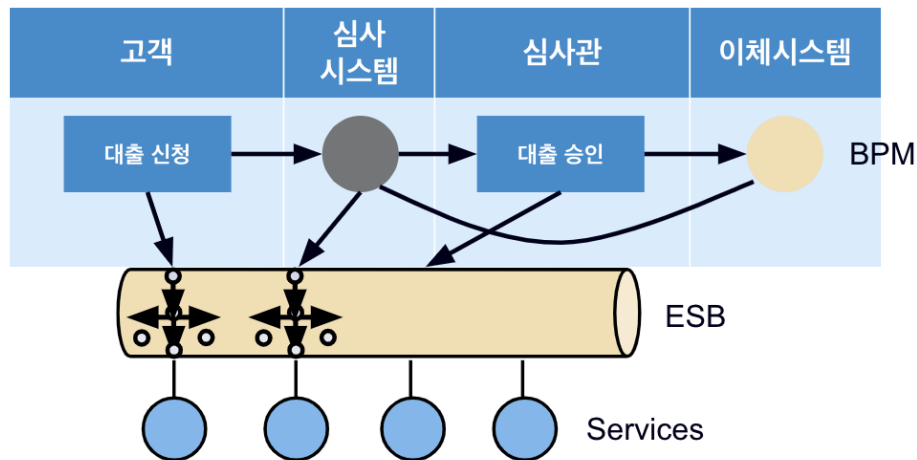 고객
심사
시스템
심사관
이체시스템
대출 신청
대출 승인
BPM
ESB
Services